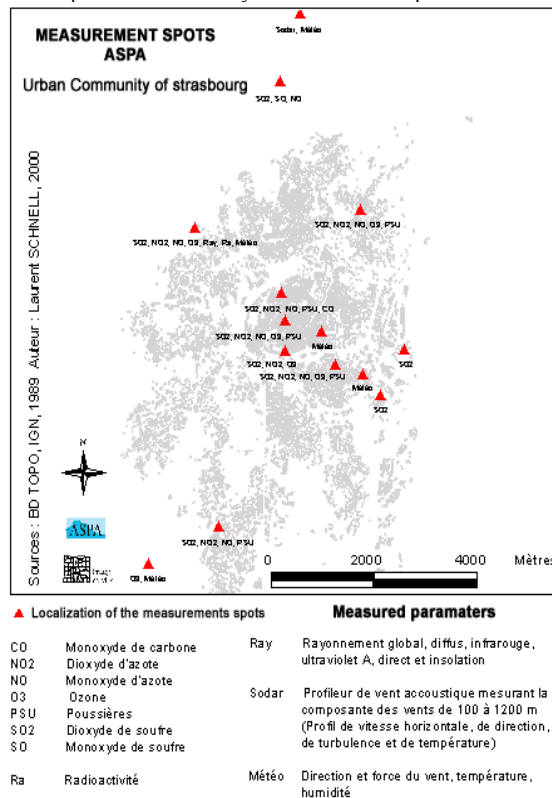 MEASUREMENT SPOTS
ASPA
Urban Community of strasbourg
Sodar, Météo
SO2, SO, NO
SO2, NO2, NO, O3, PSU
SO2, NO2, NO, O3, Ray, Ra, Météo
SO2, NO2, NO, PSU, CO
SO2, NO2, NO, O3, PSU
Météo
SO2, NO2, O3
SO2
SO2, NO2, NO, O3, PSU
Météo
SO2
SO2, NO2, NO, PSU
O3, Météo
Sources : BD TOPO, IGN, 1989 Auteur : Laurent SCHNELL, 2000
N
ASPA
0 2000 4000 Mètres
Localization of the measurements spots
Measured paramaters
CO Monoxyde de carbone
NO2 Dioxyde d'azote
NO Monoxyde d'azote
O3 Ozone
PSU Poussières
SO2 Dioxyde de soufre
SO Monoxyde de soufre
Ra Radioactivité
Ray Rayonnement global, diffus, infrarouge,
ultraviolet A, direct et insolation
Sodar Profileur de vent accoustique mesurant la
composante des vents de 100 à 1200 m
(Profil de vitesse horizontale, de direction,
de turbulence et de température)
Météo Direction et force du vent, température,
humidité